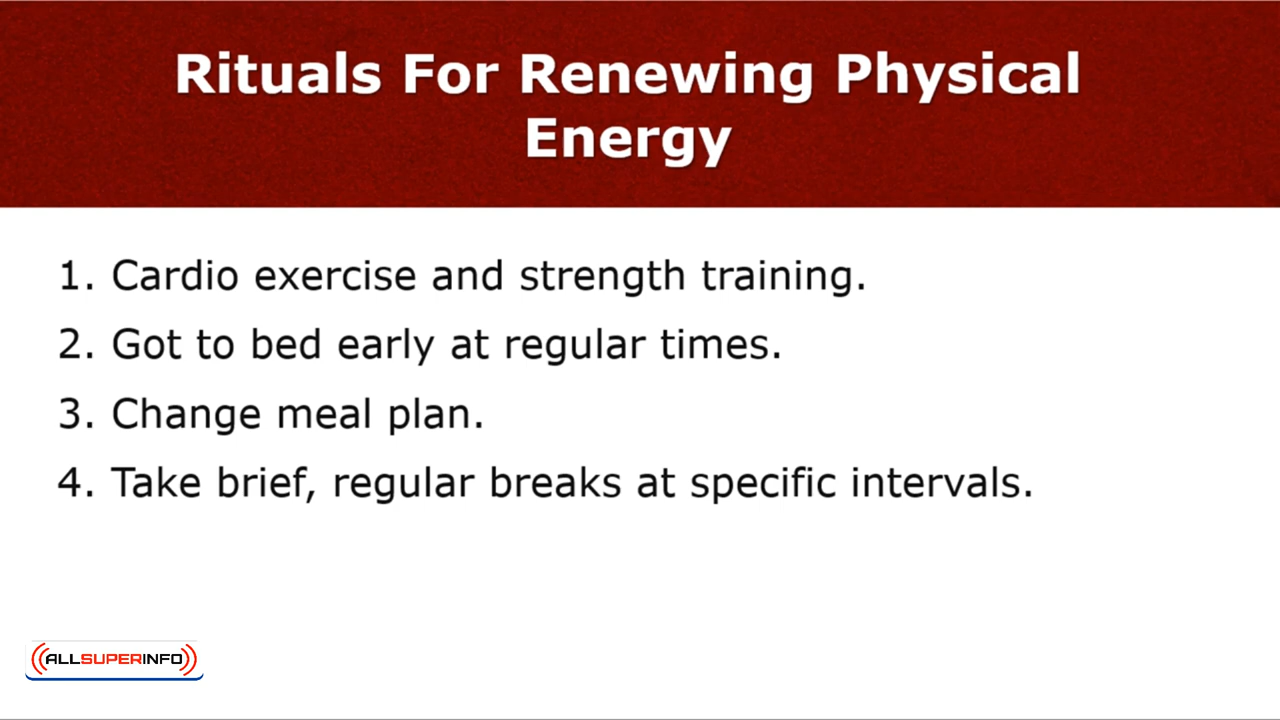 Rituals For Renewing Physical
Energy
1. Cardio exercise and strength training.
2. Got to bed early at regular times.
3. Change meal plan.
4. Take brief, regular breaks at specific intervals.
ALLSUPERINFO